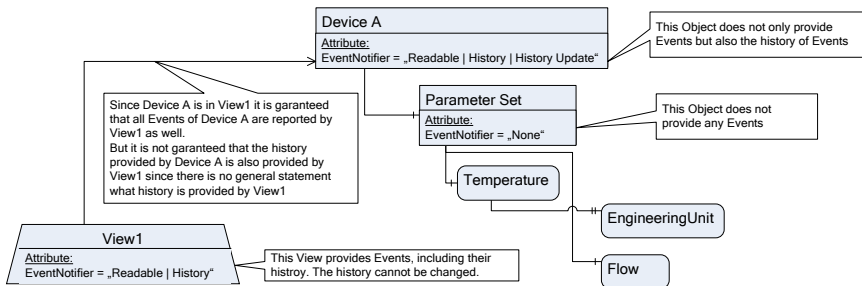 Device A
Attribute:
EventNotifier = „Readable | History | History Update“
This Object does not only provide
Events but also the history of Events
Since Device A is in View1 it is garanteed
that all Events of Device A are reported by
View1 as well.
But it is not garanteed that the history
provided by Device A is also provided by
View1 since there is no general statement
what history is provided by View1
Parameter Set
Attribute:
EventNotifier = „None“
This Object does not
provide any Events
Temperature
EngineeringUnit
View1
Attribute:
EventNotifier = „Readable | History“
This View provides Events, including their
histroy. The history cannot be changed.
Flow